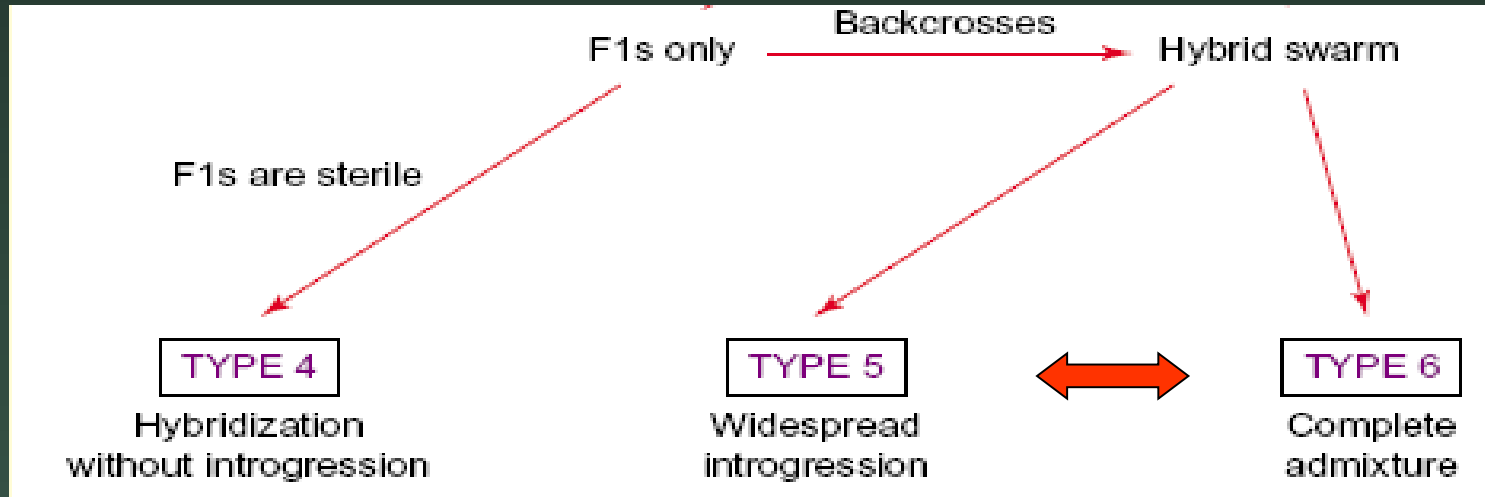 Backcrosses
F1s only
Hybrid swarm
F1s are sterile
TYPE 4
TYPE 5
TYPE 6
Hybridization
without introgression
Widespread
introgression
Complete
admixture